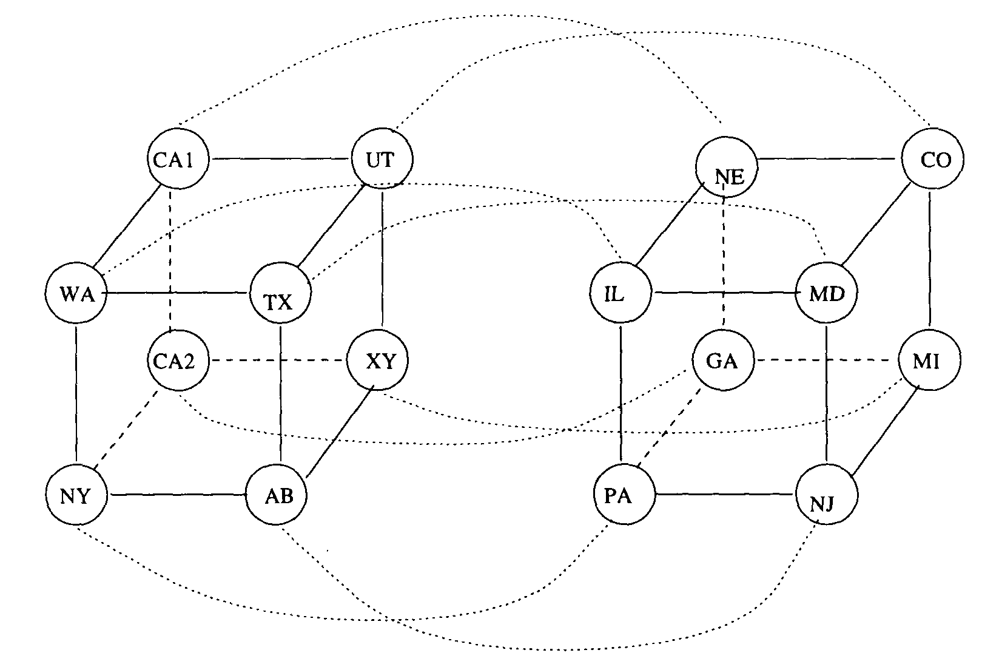 CA1 UT NE CO
WA TX IL MD
CA2 XY GA MI
NY AB PA NJ